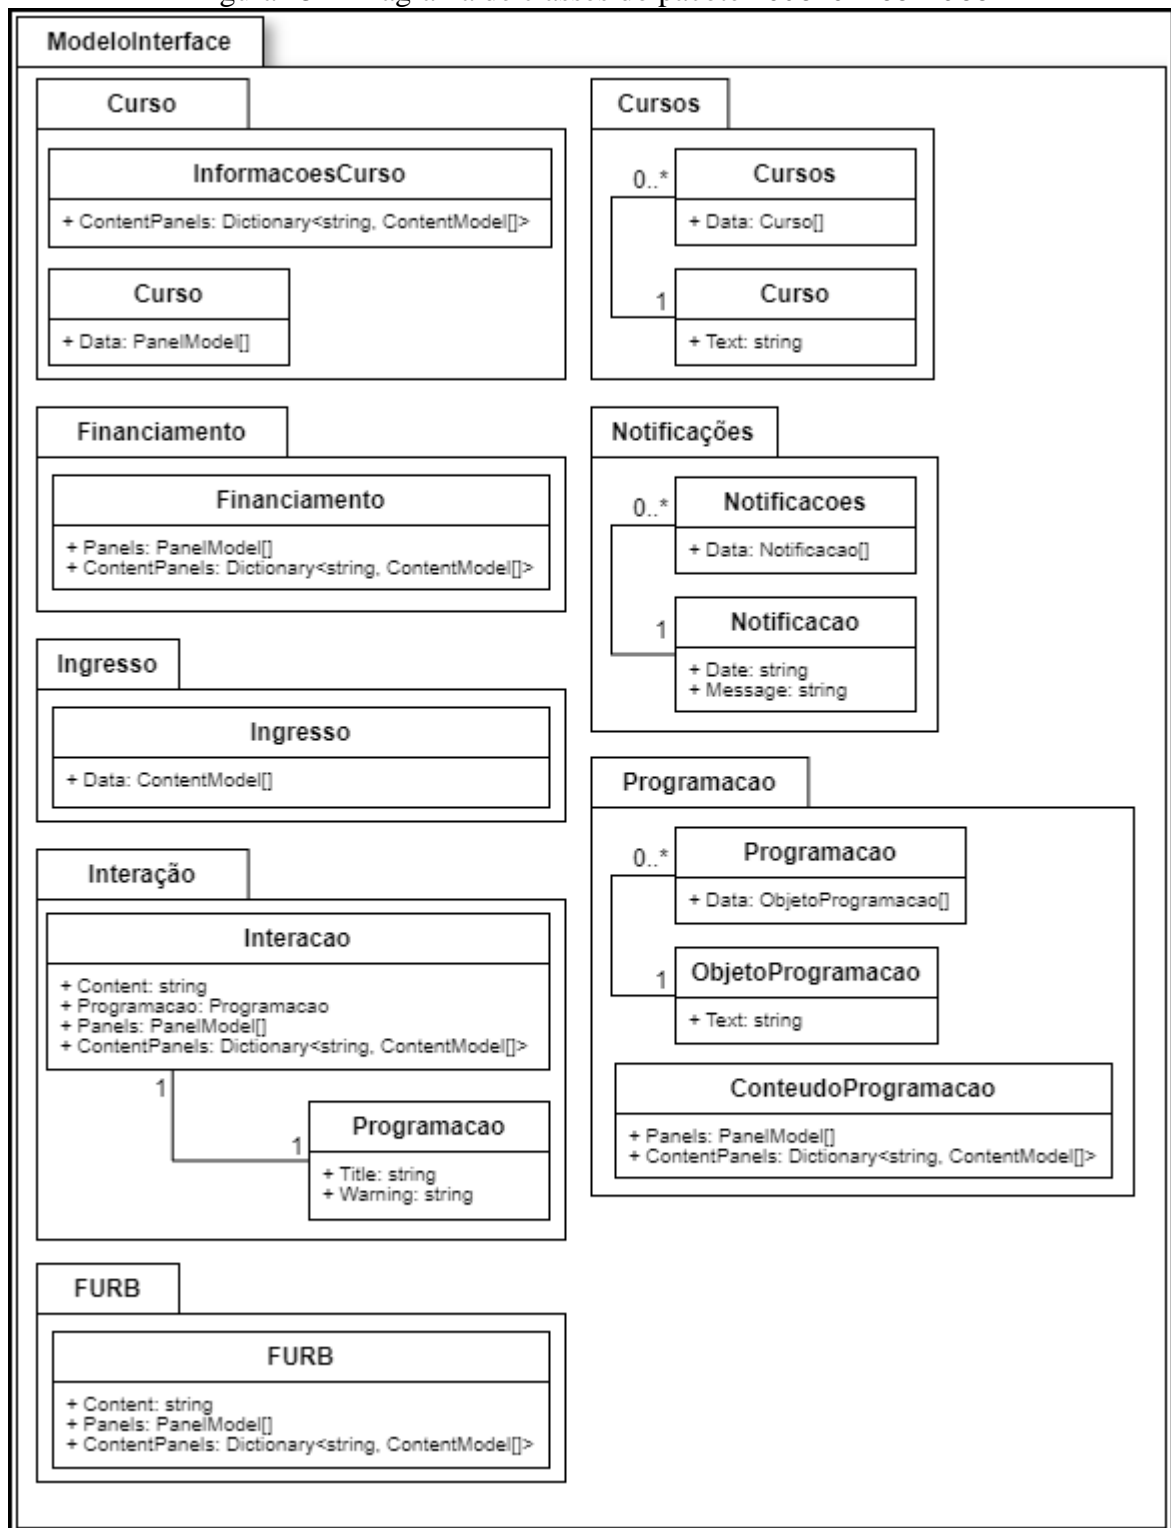 ModeloInterface
Curso
InformacoesCurso
+ ContentPanels: Dictionary<string, ContentModel[]>
Curso
+ Data: PanelModel[]
Financiamento
Financiamento
+ Panels: PanelModel[]
+ ContentPanels: Dictionary<string, ContentModel[]>
Ingresso
Ingresso
+ Data: ContentModel[]
Interação
Interacao
+ Content: string
+ Programacao: Programacao
+ Panels: PanelModel[]
+ ContentPanels: Dictionary<string, ContentModel[]>
1
1
Programacao
+ Title: string
+ Warning: string
FURB
FURB
+ Content: string
+ Panels: PanelModel[]
+ ContentPanels: Dictionary<string, ContentModel[]>
Cursos
0..*
Cursos
+ Data: Curso[]
1
Curso
+ Text: string
Notificações
0..*
Notificacoes
+ Data: Notificacao[]
1
Notificacao
+ Date: string
+ Message: string
Programacao
0..*
Programacao
+ Data: ObjetoProgramacao[]
1
ObjetoProgramacao
+ Text: string
ConteudoProgramacao
+ Panels: PanelModel[]
+ ContentPanels: Dictionary<string, ContentModel[]>